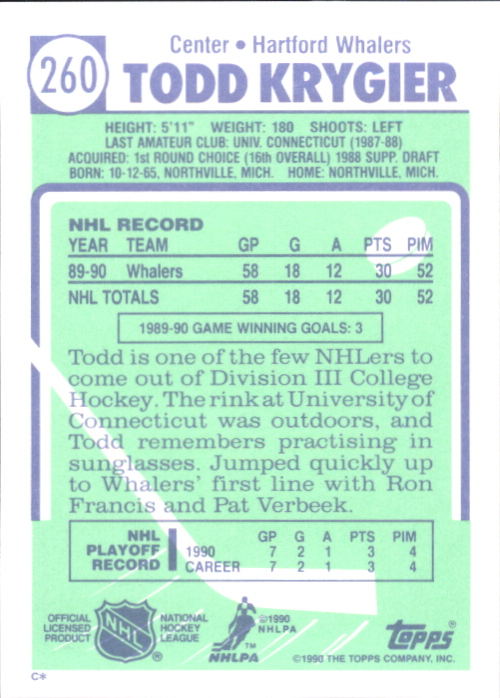 260
Center • Hartford Whalers
TODD KRYGIER
HEIGHT: 5'11" WEIGHT: 180 SHOOTS: LEFT
LAST AMATEUR CLUB: UNIV. CONNECTICUT (1987-88)
ACQUIRED: 1st ROUND CHOICE (16th OVERALL) 1988 SUPP. DRAFT
BORN: 10-12-65, NORTHVILLE, MICH. HOME: NORTHVILLE, MICH.
NHL RECORD
YEAR TEAM GP G A PTS PIM
89-90 Whalers 58 18 12 30 52
NHL TOTALS 58 18 12 30 52
1989-90 GAME WINNING GOALS: 3
Todd is one of the few NHLers to
come out of Division III College
Hockey. The rink at University of
Connecticut was outdoors, and
Todd remembers practising in
sunglasses. Jumped quickly up
to Whalers' first line with Ron
Francis and Pat Verbeek.
NHL PLAYOFF RECORD
GP G A PTS PIM
1990 7 2 1 3 4
CAREER 7 2 1 3 4
OFFICIAL LICENSED PRODUCT
NHL ®
NATIONAL HOCKEY LEAGUE
©1990 NHLPA
™
NHLPA
topps®
©1990 THE TOPPS COMPANY, INC.
C*